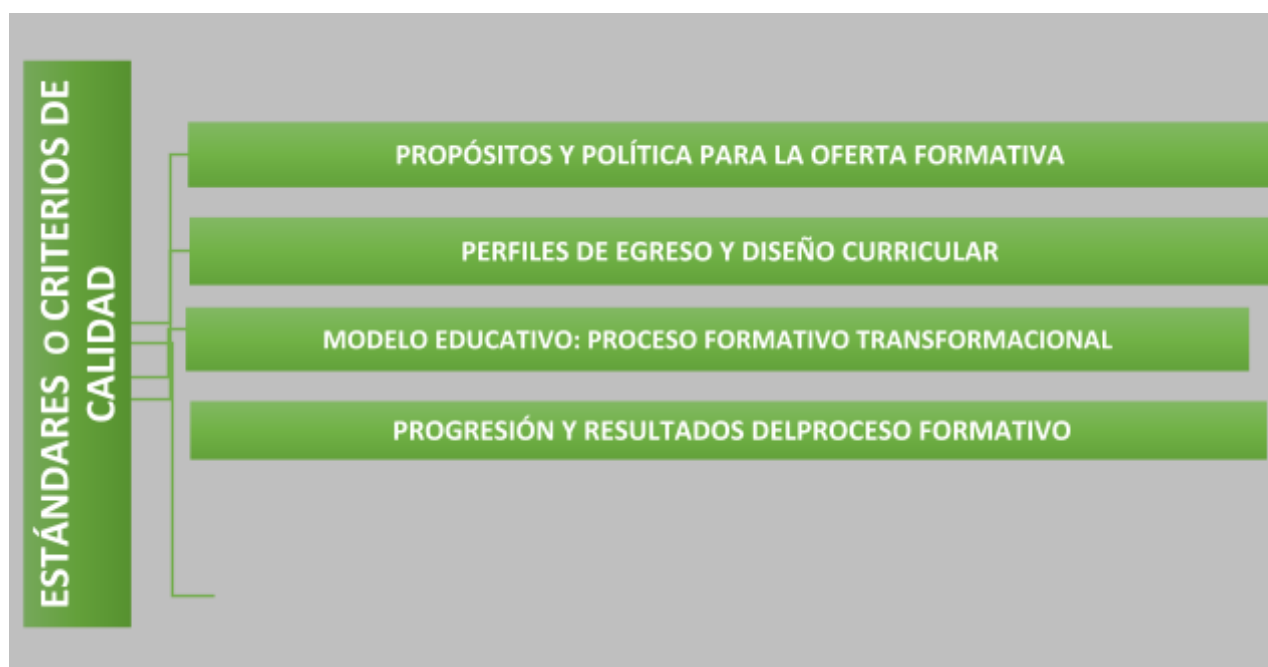 ESTÁNDARES O CRITERIOS DE
CALIDAD
PROPÓSITOS Y POLÍTICA PARA LA OFERTA FORMATIVA
PERFILES DE EGRESO Y DISEÑO CURRICULAR
MODELO EDUCATIVO: PROCESO FORMATIVO TRANSFORMACIONAL
PROGRESIÓN Y RESULTADOS DELPROCESO FORMATIVO